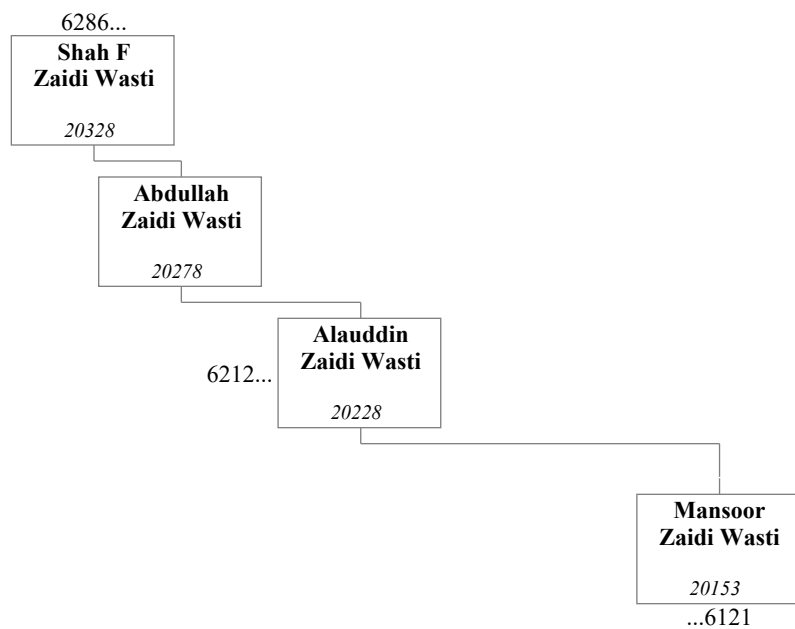 6286...
Shah F
Zaidi Wasti
20328
Abdullah
Zaidi Wasti
20278
Alauddin
Zaidi Wasti
6212...
20228
Mansoor
Zaidi Wasti
20153
...6121